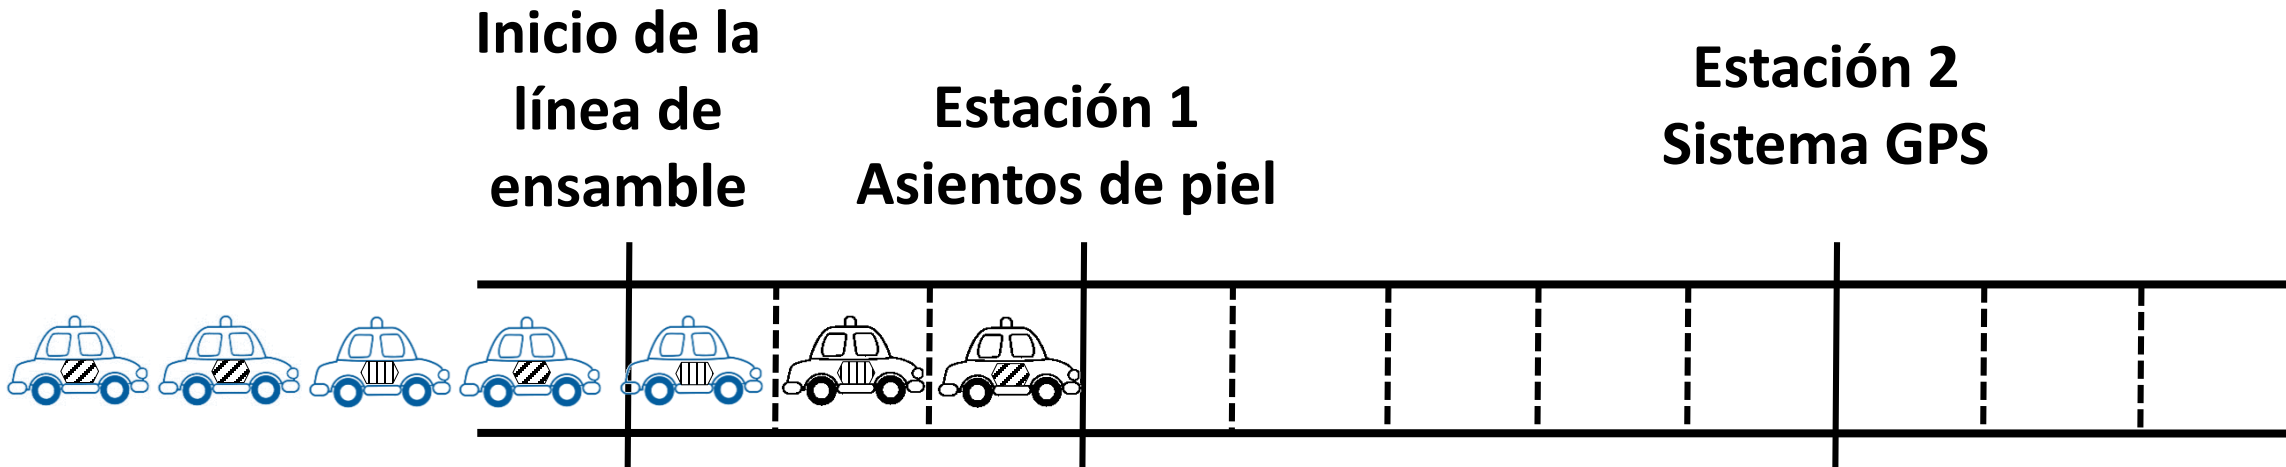 Inicio de la
línea de
ensamble
Estación 1
Asientos de piel
Estación 2
Sistema GPS